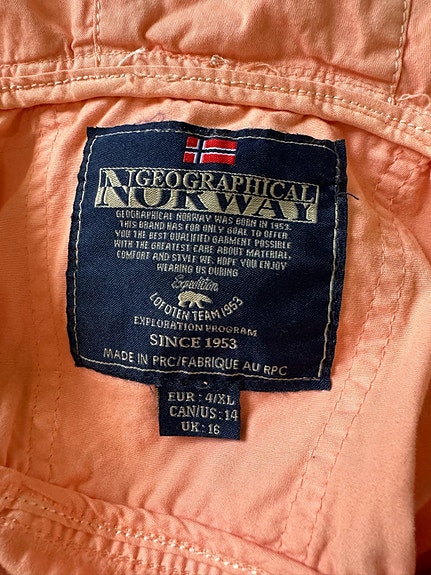 GEOGRAPHICAL
NORWAY
GEOGRAPHICAL NORWAY WAS BORN IN 1953.
THIS BRAND HAS FOR ONLY GOAL TO OFFER
YOU THE BEST QUALIFIED GARMENT POSSIBLE
WITH THE GREATEST CARE ABOUT MATERIAL,
COMFORT AND STYLE WE HOPE YOU ENJOY
WEARING US DURING
Expedition
LOFOTEN TEAM 1953
EXPLORATION PROGRAM
SINCE 1953
MADE IN PRC/FABRIQUE AU RPC
EUR : 4/XL
CAN/US : 14
UK : 16